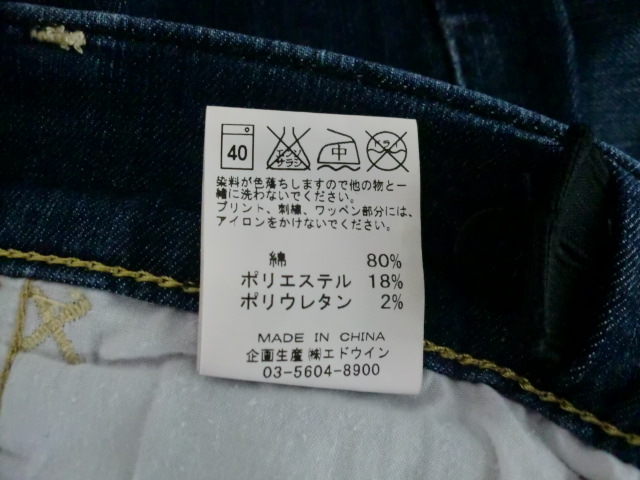 40 エンソ サラシ 中 ドライ
染料が色落ちしますので他の物と一
緒に洗わないでください。
プリント、刺繍、ワッペン部分には、
アイロンをかけないでください。
綿 80%
ポリエステル 18%
ポリウレタン 2%
MADE IN CHINA
企画生産 ㈱エドウイン
03-5604-8900